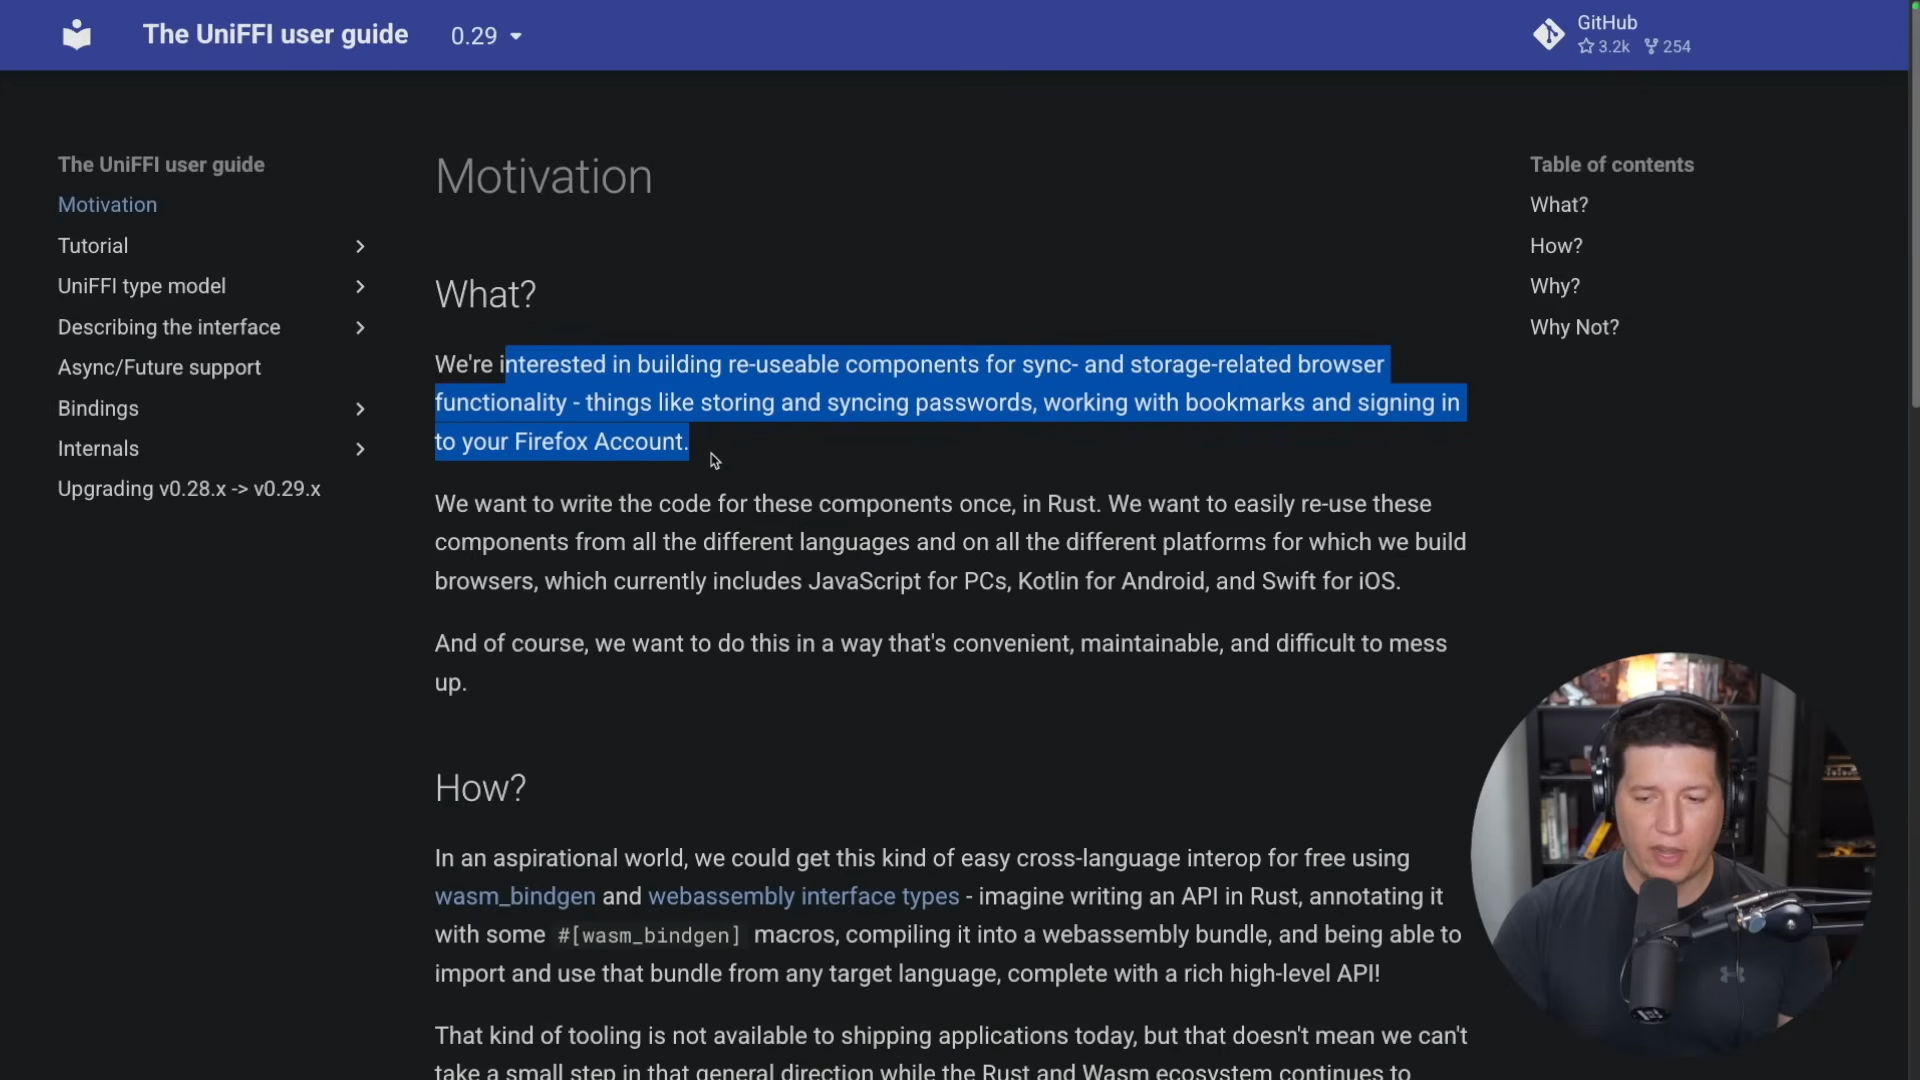 The UniFFI user guide
0.29
GitHub
3.2k 254
The UniFFI user guide
Motivation
Tutorial
UniFFI type model
Describing the interface
Async/Future support
Bindings
Internals
Upgrading v0.28.x -> v0.29.x
Motivation
What?
We're interested in building re-useable components for sync- and storage-related browser
functionality - things like storing and syncing passwords, working with bookmarks and signing in
to your Firefox Account.
We want to write the code for these components once, in Rust. We want to easily re-use these
components from all the different languages and on all the different platforms for which we build
browsers, which currently includes JavaScript for PCs, Kotlin for Android, and Swift for iOS.
And of course, we want to do this in a way that's convenient, maintainable, and difficult to mess
up.
How?
In an aspirational world, we could get this kind of easy cross-language interop for free using
wasm_bindgen and webassembly interface types - imagine writing an API in Rust, annotating it
with some #[wasm_bindgen] macros, compiling it into a webassembly bundle, and being able to
import and use that bundle from any target language, complete with a rich high-level API!
That kind of tooling is not available to shipping applications today, but that doesn't mean we can't
take a small step in that general direction while the Rust and Wasm ecosystem continues to
Table of contents
What?
How?
Why?
Why Not?